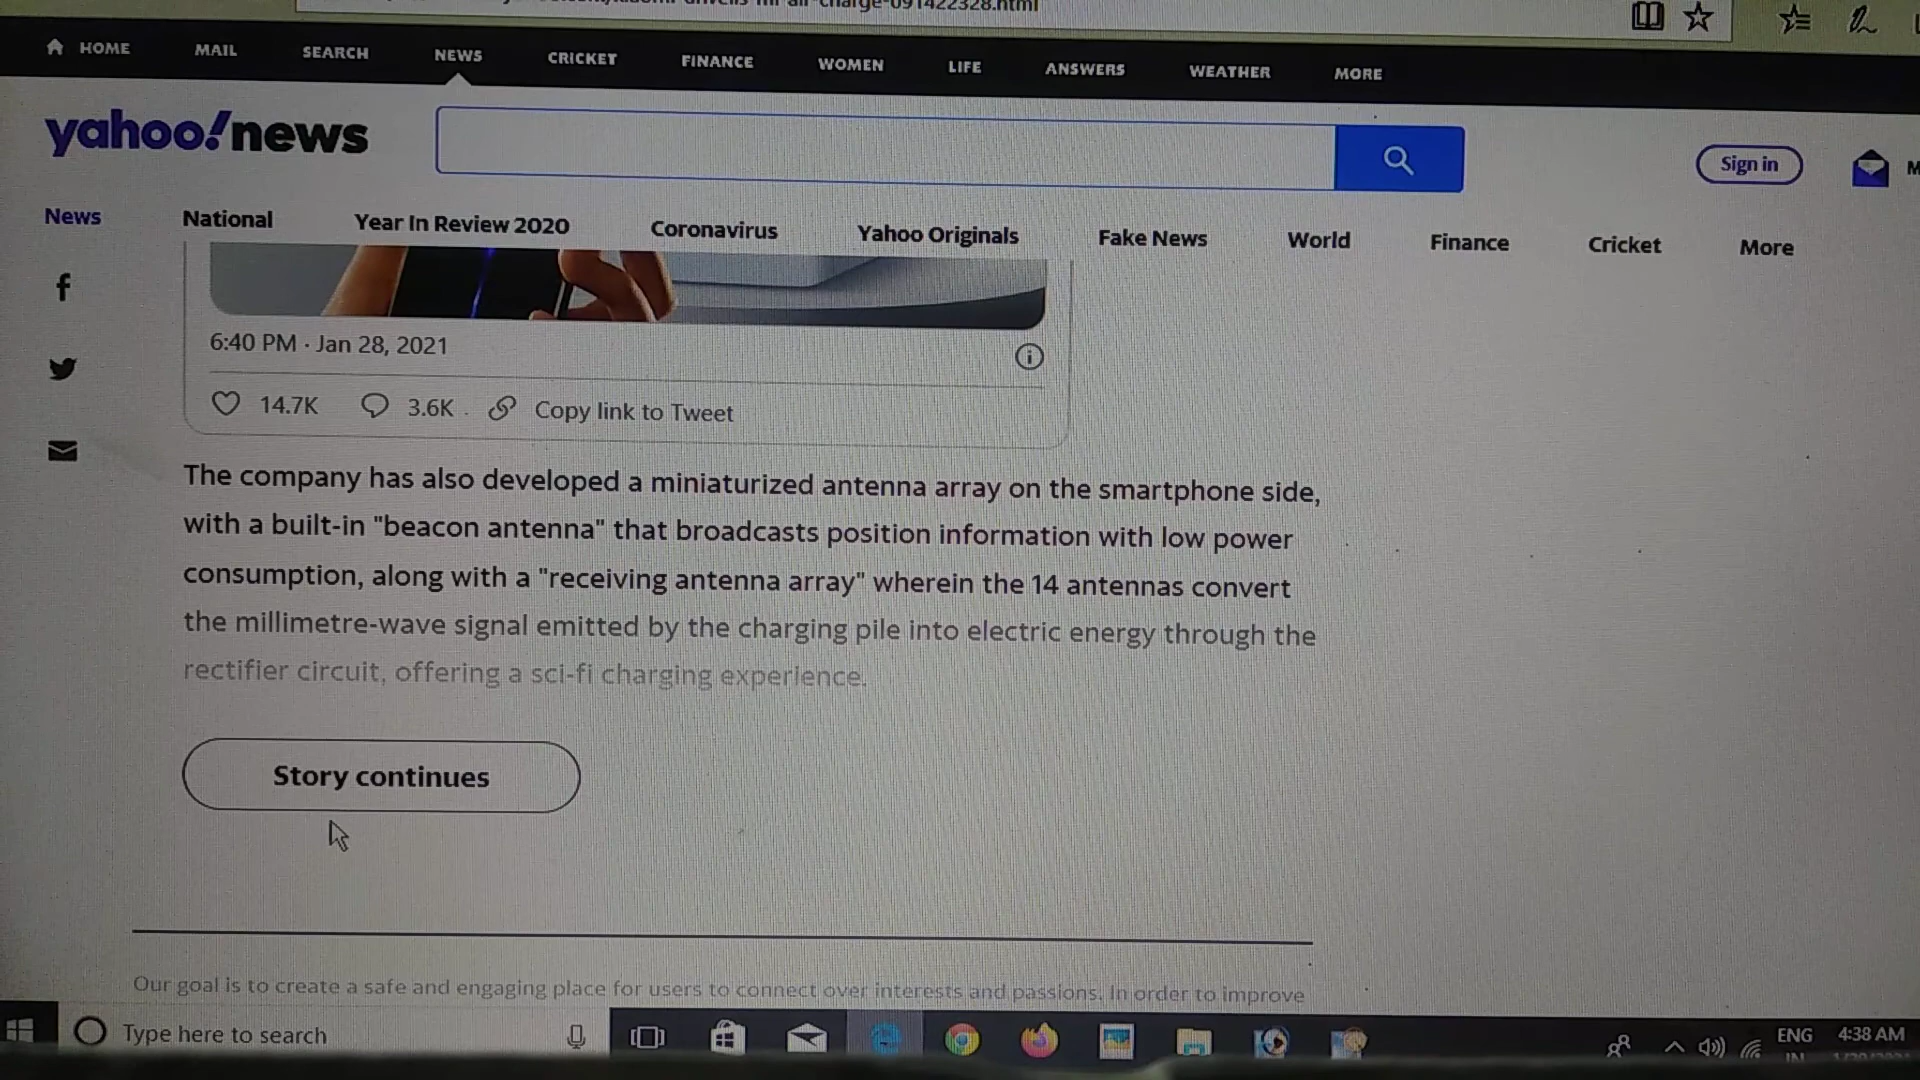 HOME MAIL SEARCH NEWS CRICKET FINANCE WOMEN LIFE ANSWERS WEATHER MORE
yahoo!news
Sign in
News National Year In Review 2020 Coronavirus Yahoo Originals Fake News World Finance Cricket More
6:40 PM · Jan 28, 2021
14.7K 3.6K Copy link to Tweet
The company has also developed a miniaturized antenna array on the smartphone side,
with a built-in "beacon antenna" that broadcasts position information with low power
consumption, along with a "receiving antenna array" wherein the 14 antennas convert
the millimetre-wave signal emitted by the charging pile into electric energy through the
rectifier circuit, offering a sci-fi charging experience.
Story continues
Our goal is to create a safe and engaging place for users to connect over interests and passions. In order to improve
Type here to search
ENG 4:38 AM
IN